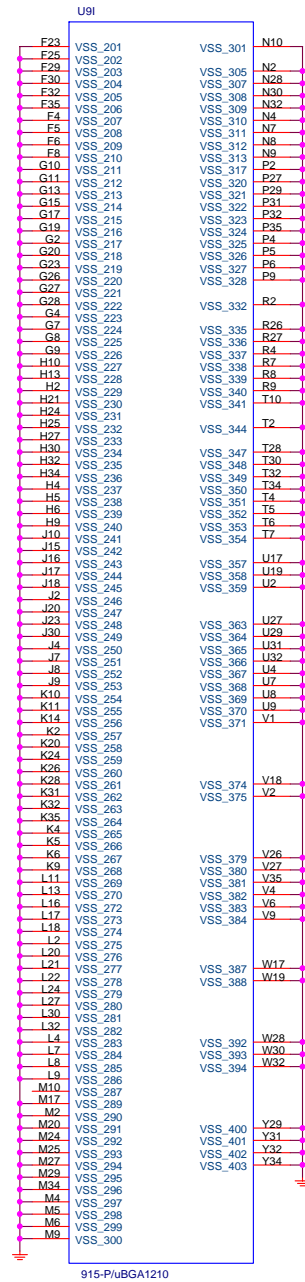 U9I
F23 VSS_201
F25 VSS_202
F29 VSS_203
F30 VSS_204
F32 VSS_205
F35 VSS_206
F4 VSS_207
F5 VSS_208
F6 VSS_209
F8 VSS_210
G10 VSS_211
G11 VSS_212
G13 VSS_213
G15 VSS_214
G17 VSS_215
G19 VSS_216
G2 VSS_217
G20 VSS_218
G23 VSS_219
G26 VSS_220
G27 VSS_221
G28 VSS_222
G4 VSS_223
G7 VSS_224
G8 VSS_225
G9 VSS_226
H10 VSS_227
H13 VSS_228
H2 VSS_229
H21 VSS_230
H24 VSS_231
H25 VSS_232
H27 VSS_233
H30 VSS_234
H32 VSS_235
H34 VSS_236
H4 VSS_237
H5 VSS_238
H6 VSS_239
H9 VSS_240
J10 VSS_241
J15 VSS_242
J16 VSS_243
J17 VSS_244
J18 VSS_245
J2 VSS_246
J20 VSS_247
J23 VSS_248
J30 VSS_249
J4 VSS_250
J7 VSS_251
J8 VSS_252
J9 VSS_253
K10 VSS_254
K11 VSS_255
K14 VSS_256
K2 VSS_257
K20 VSS_258
K24 VSS_259
K26 VSS_260
K28 VSS_261
K31 VSS_262
K32 VSS_263
K35 VSS_264
K4 VSS_265
K5 VSS_266
K6 VSS_267
K9 VSS_268
L11 VSS_269
L13 VSS_270
L16 VSS_272
L17 VSS_273
L18 VSS_274
L2 VSS_275
L20 VSS_276
L21 VSS_277
L22 VSS_278
L24 VSS_279
L27 VSS_280
L30 VSS_281
L32 VSS_282
L4 VSS_283
L7 VSS_284
L8 VSS_285
L9 VSS_286
M10 VSS_287
M17 VSS_289
M2 VSS_290
M20 VSS_291
M24 VSS_292
M25 VSS_293
M27 VSS_294
M29 VSS_295
M34 VSS_296
M4 VSS_297
M5 VSS_298
M6 VSS_299
M9 VSS_300
VSS_301 N10
VSS_305 N2
VSS_307 N28
VSS_308 N30
VSS_309 N32
VSS_310 N4
VSS_311 N7
VSS_312 N8
VSS_313 N9
VSS_317 P2
VSS_320 P27
VSS_321 P29
VSS_322 P31
VSS_323 P32
VSS_324 P35
VSS_325 P4
VSS_326 P5
VSS_327 P6
VSS_328 P9
VSS_332 R2
VSS_335 R26
VSS_336 R27
VSS_337 R4
VSS_338 R7
VSS_339 R8
VSS_340 R9
VSS_341 T10
VSS_344 T2
VSS_347 T28
VSS_348 T30
VSS_349 T32
VSS_350 T34
VSS_351 T4
VSS_352 T5
VSS_353 T6
VSS_354 T7
VSS_357 U17
VSS_358 U19
VSS_359 U2
VSS_363 U27
VSS_364 U29
VSS_365 U31
VSS_366 U32
VSS_367 U4
VSS_368 U7
VSS_369 U8
VSS_370 U9
VSS_371 V1
VSS_374 V18
VSS_375 V2
VSS_379 V26
VSS_380 V27
VSS_381 V35
VSS_382 V4
VSS_383 V6
VSS_384 V9
VSS_387 W17
VSS_388 W19
VSS_392 W28
VSS_393 W30
VSS_394 W32
VSS_400 Y29
VSS_401 Y31
VSS_402 Y32
VSS_403 Y34
915-P/uBGA1210